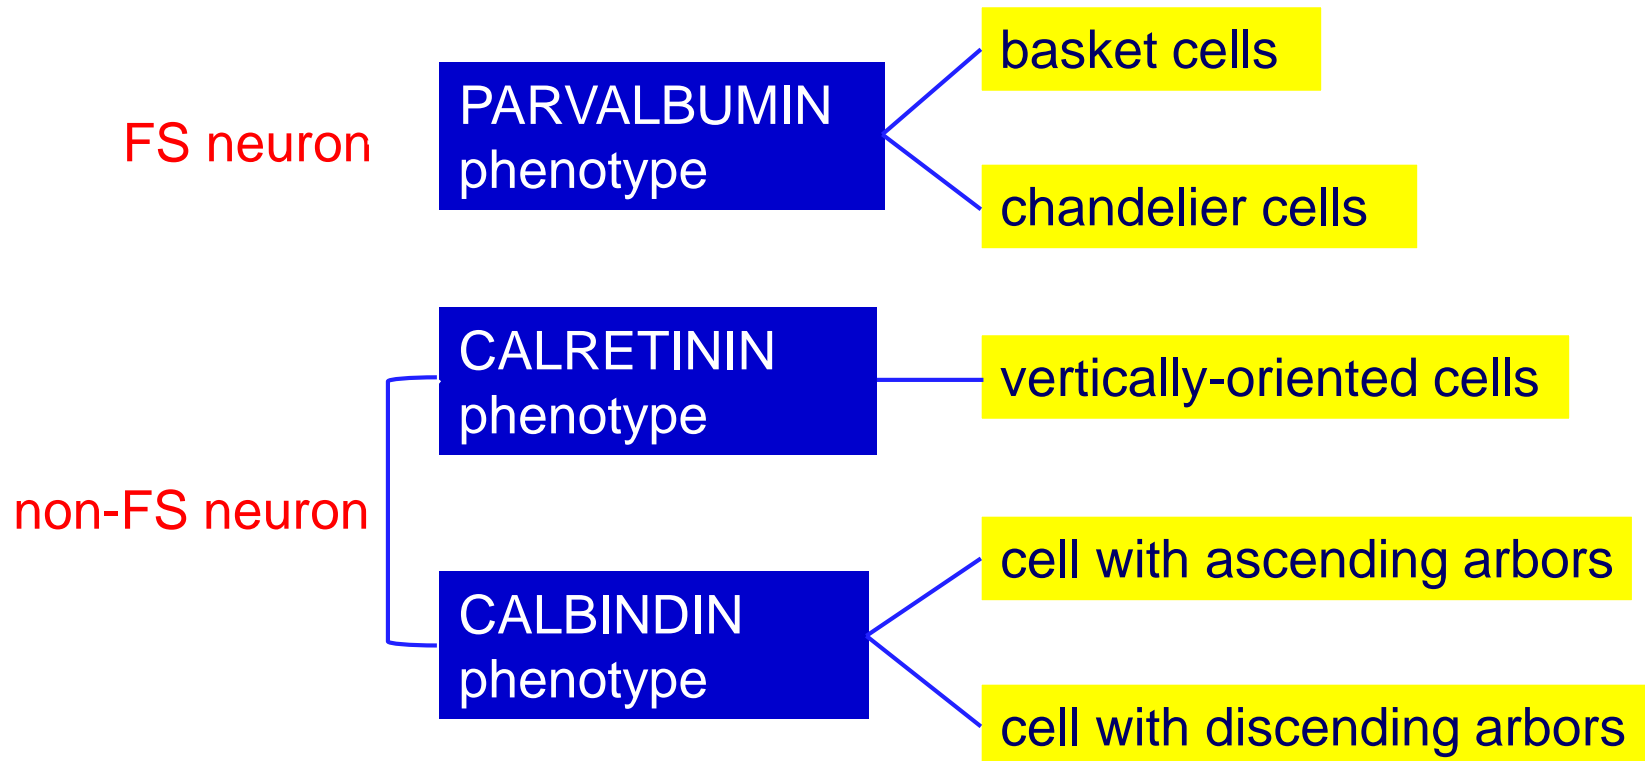 FS neuron
PARVALBUMIN
phenotype
basket cells
chandelier cells
non-FS neuron
CALRETININ
phenotype
vertically-oriented cells
CALBINDIN
phenotype
cell with ascending arbors
cell with discending arbors